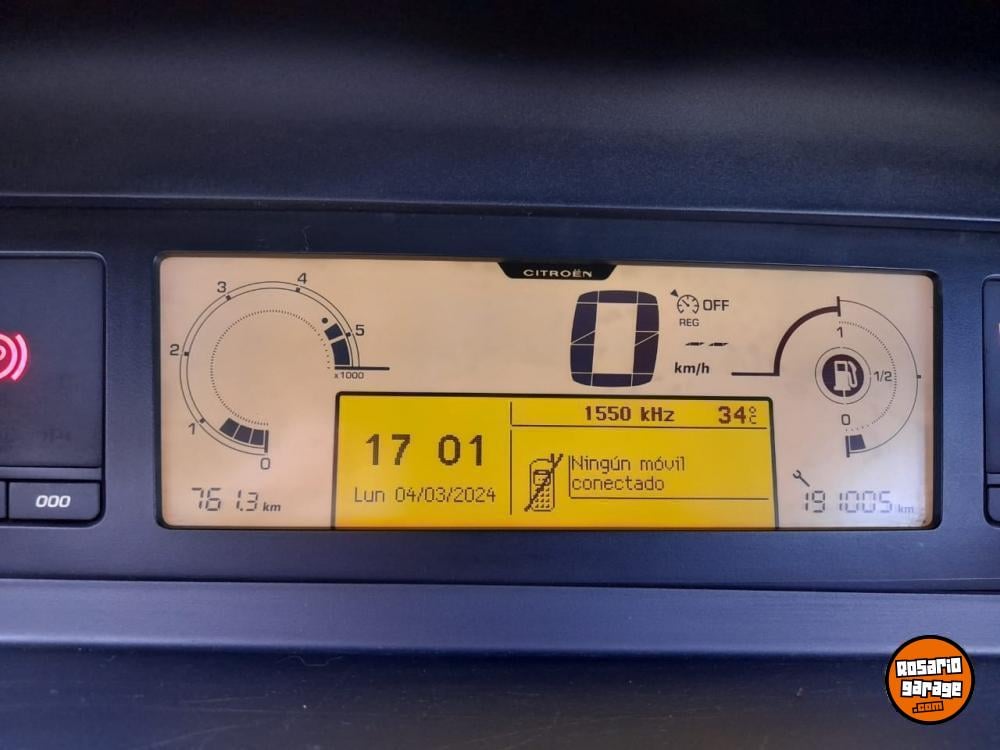 CITROËN
4
3
5
2
x1000
1
0
0
OFF
REG
-- --
km/h
1
1/2
0
1550 kHz
34°C
17 01
Lun 04/03/2024
Ningún móvil
conectado
761.3 km
191005 km
000
Rosario
garage
.com